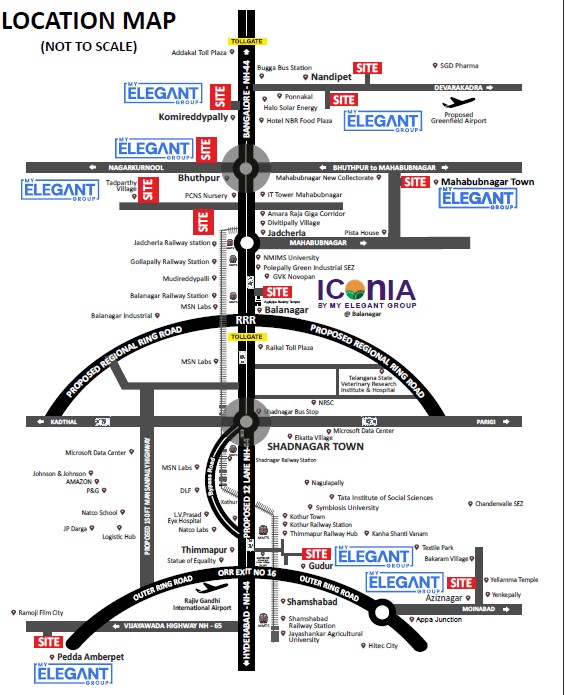 LOCATION MAP
(NOT TO SCALE)
TOLLGATE
Addakal Toll Plaza
BANGALORE - NH-44
Bugga Bus Station
SITE
SGD Pharma
Nandipet
DEVARAKADRA
MY
ELEGANT
GROUP
SITE
Ponnakal
SITE
Halo Solar Energy
Komireddypally
Hotel NBR Food Plaza
MY
ELEGANT
GROUP
Proposed
Greenfield Airport
MY
ELEGANT
GROUP
SITE
NAGARKURNOOL
BHUTHPUR to MAHABUBNAGAR
Bhuthpur
Mahabubnagar New Collectorate
SITE
Mahabubnagar Town
MY
ELEGANT
GROUP
Tadparthy
Village
SITE
PCNS Nursery
IT Tower Mahabubnagar
MY
ELEGANT
GROUP
SITE
Amara Raja Giga Corridor
Divitipally Village
Jadcherla
Pista House
Jadcherla Railway station
MAHABUBNAGAR
Gollapally Railway Station
NMIMS University
Polepally Green Industrial SEZ
Mudireddypalli
GVK Novopan
Balanagar Railway Station
SITE
ICONIA
BY MY ELEGANT GROUP
@ Balanagar
MSN Labs
Balanagar
Balanagar Industrial
RRR
PROPOSED REGIONAL RING ROAD
PROPOSED REGIONAL RING ROAD
TOLLGATE
Raikal Toll Plaza
MSN Labs
Telangana State
Veterinary Research
Institute & Hospital
NRSC
Shadnagar Bus Stop
KADTHAL
PARIGI
Microsoft Data Center
Elkatta Village
SHADNAGAR TOWN
Microsoft Data Center
Shadnagar Railway Station
PROPOSED 150 FT MANSANPALLY HIGHWAY
Bypass Road
PROPOSED 12 LANE NH-44
MSN Labs
Johnson & Johnson
AMAZON
P&G
Nagulapally
DLF
Kothur
Tata Institute of Social Sciences
Symbiosis University
Chandenvalle SEZ
Natco School
L.V.Prasad
Eye Hospital
Kothur Town
Kothur Railway Station
JP Darga
Logistic Hub
Natco Labs
Thimmapur Railway Hub
Kanha Shanti Vanam
Thimmapur
Statue of Equality
SITE
Gudur
MY
ELEGANT
GROUP
Textile Park
Bakaram Village
ORR EXIT NO 16
OUTER RING ROAD
OUTER RING ROAD
MY
ELEGANT
GROUP
SITE
Yellamma Temple
Yenkepally
Aziznagar
Rajiv Gandhi
International Airport
HYDERABAD - NH-44
Shamshabad
MOINABAD
Ramoji Film City
VIJAYAWADA HIGHWAY NH - 65
Shamshabad
Railway Station
Appa Junction
SITE
Jayashankar Agricultural
University
Hitec City
Pedda Amberpet
MY
ELEGANT
GROUP